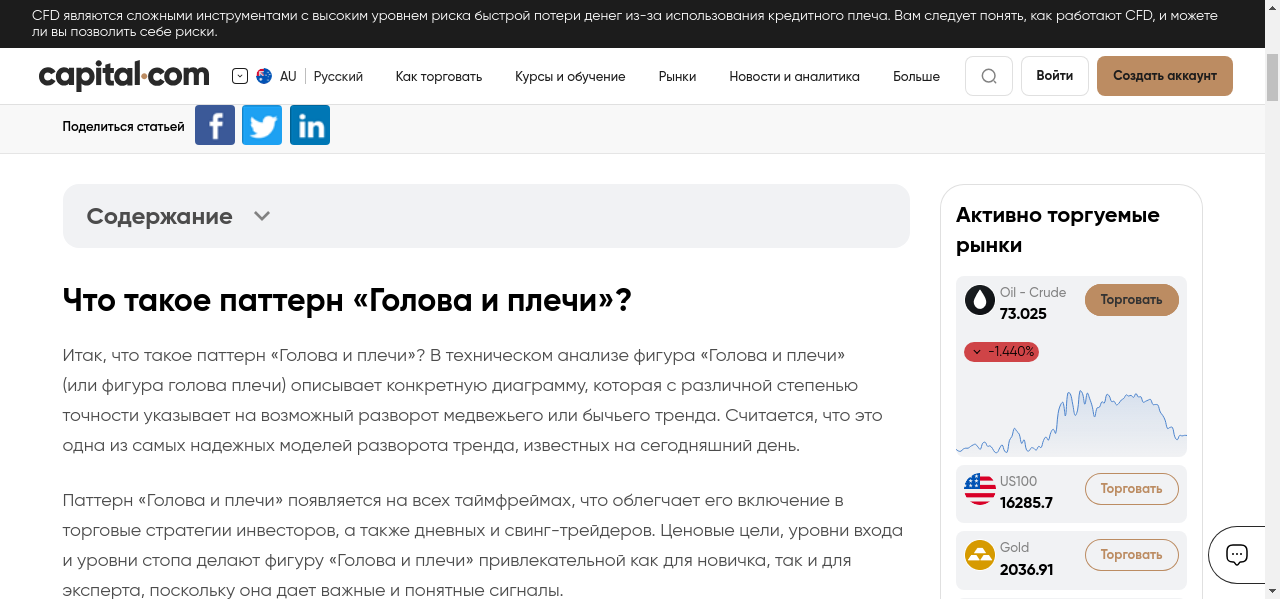 CFD являются сложными инструментами с высоким уровнем риска быстрой потери денег из-за использования кредитного плеча. Вам следует понять, как работают CFD, и можете
ли вы позволить себе риски.
capital.com
AU
Русский
Как торговать
Курсы и обучение
Рынки
Новости и аналитика
Больше
Войти
Создать аккаунт
Поделиться статьей
Содержание
Что такое паттерн «Голова и плечи»?
Итак, что такое паттерн «Голова и плечи»? В техническом анализе фигура «Голова и плечи»
(или фигура голова плечи) описывает конкретную диаграмму, которая с различной степенью
точности указывает на возможный разворот медвежьего или бычьего тренда. Считается, что это
одна из самых надежных моделей разворота тренда, известных на сегодняшний день.
Паттерн «Голова и плечи» появляется на всех таймфреймах, что облегчает его включение в
торговые стратегии инвесторов, а также дневных и свинг-трейдеров. Ценовые цели, уровни входа
и уровни стопа делают фигуру «Голова и плечи» привлекательной как для новичка, так и для
эксперта, поскольку она дает важные и понятные сигналы.
Активно торгуемые
рынки
Oil - Crude
73.025
Торговать
-1.440%
US100
16285.7
Торговать
Gold
2036.91
Торговать